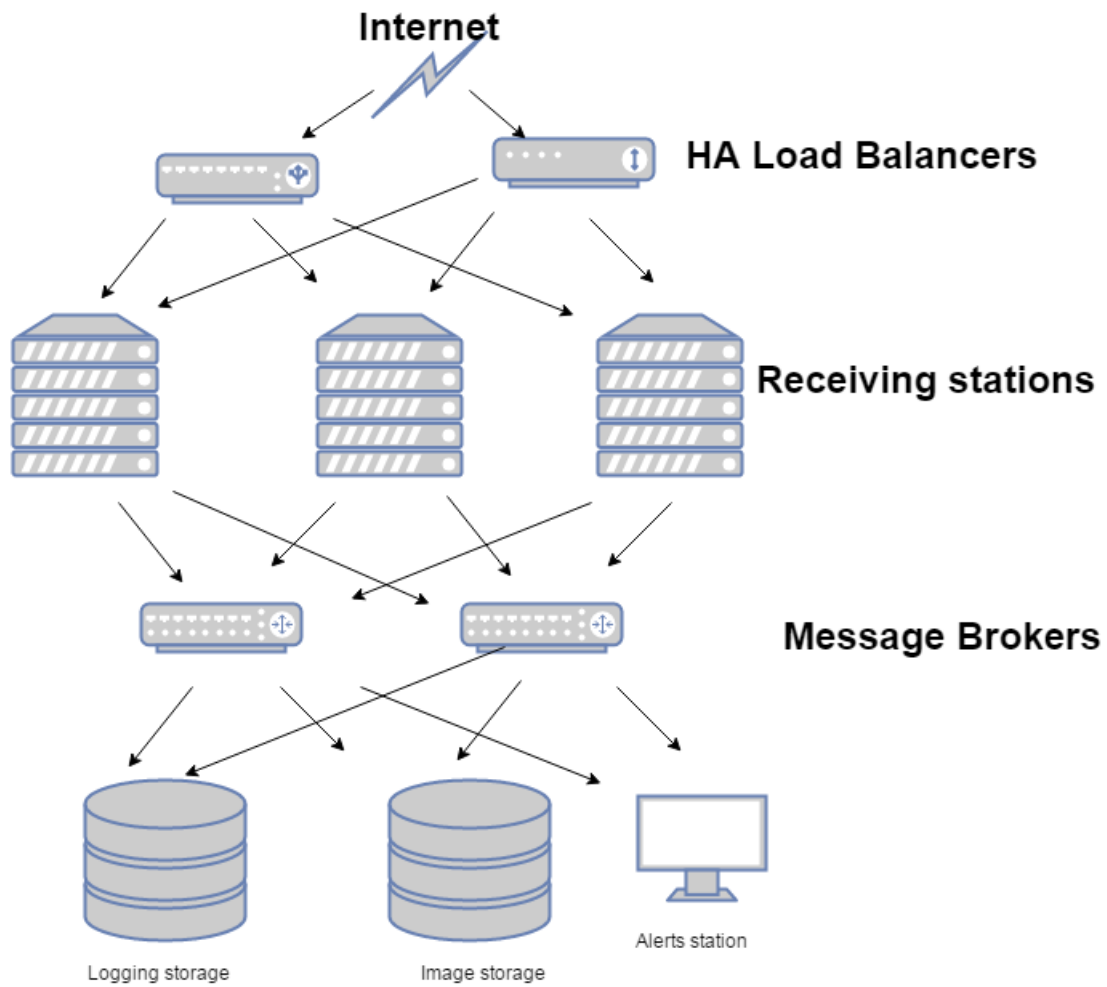 Internet
HA Load Balancers
Receiving stations
Message Brokers
Alerts station
Logging storage
Image storage